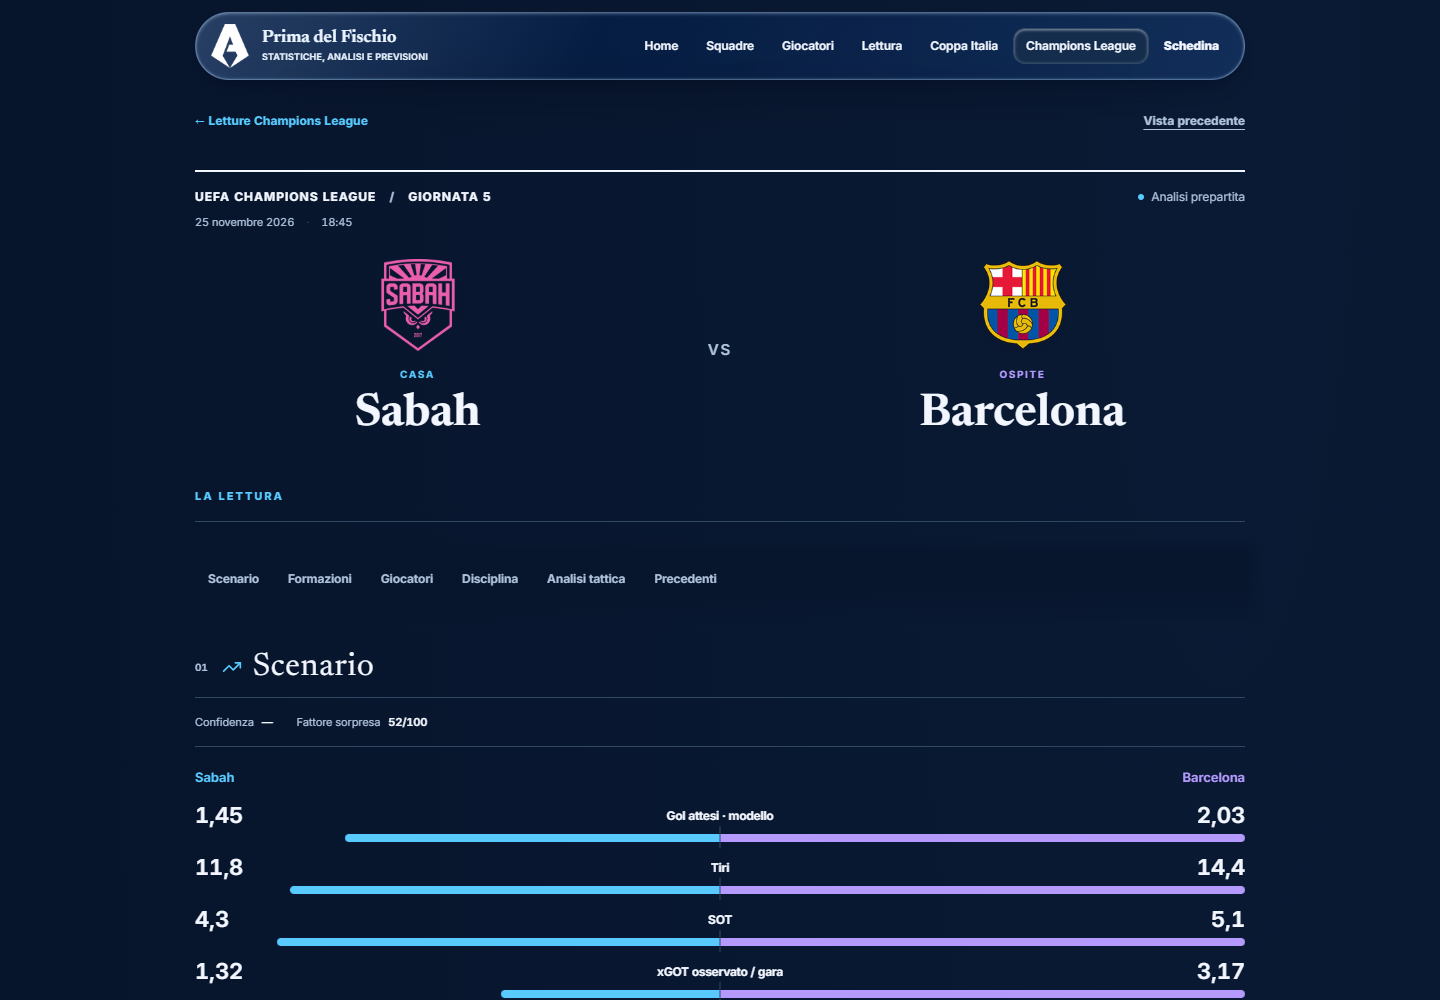 Prima del Fischio
STATISTICHE, ANALISI E PREVISIONI
Home
Squadre
Giocatori
Lettura
Coppa Italia
Champions League
Schedina
← Letture Champions League
Vista precedente
UEFA CHAMPIONS LEAGUE / GIORNATA 5
Analisi prepartita
25 novembre 2026 · 18:45
SABAH
FCB
VS
CASA
OSPITE
Sabah
Barcelona
LA LETTURA
Scenario
Formazioni
Giocatori
Disciplina
Analisi tattica
Precedenti
01 Scenario
Confidenza —
Fattore sorpresa 52/100
Sabah
Barcelona
1,45 Gol attesi · modello 2,03
11,8 Tiri 14,4
4,3 SOT 5,1
1,32 xGOT osservato / gara 3,17